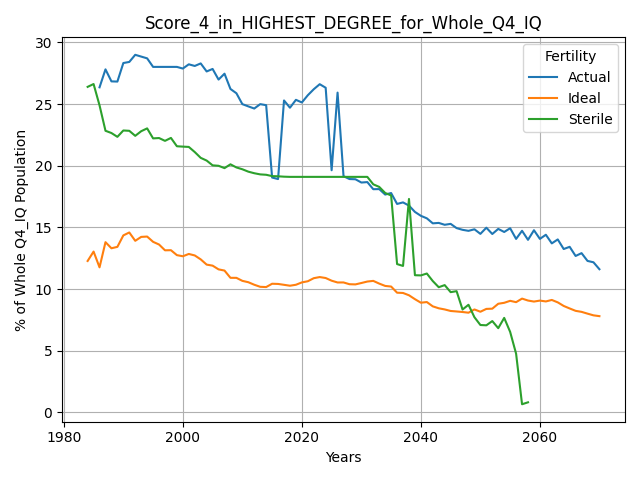 Score_4_in_HIGHEST_DEGREE_for_Whole_Q4_IQ
% of Whole Q4_IQ Population
30
25
20
15
10
5
0
Fertility
Actual
Ideal
Sterile
1980
2000
2020
2040
2060
Years